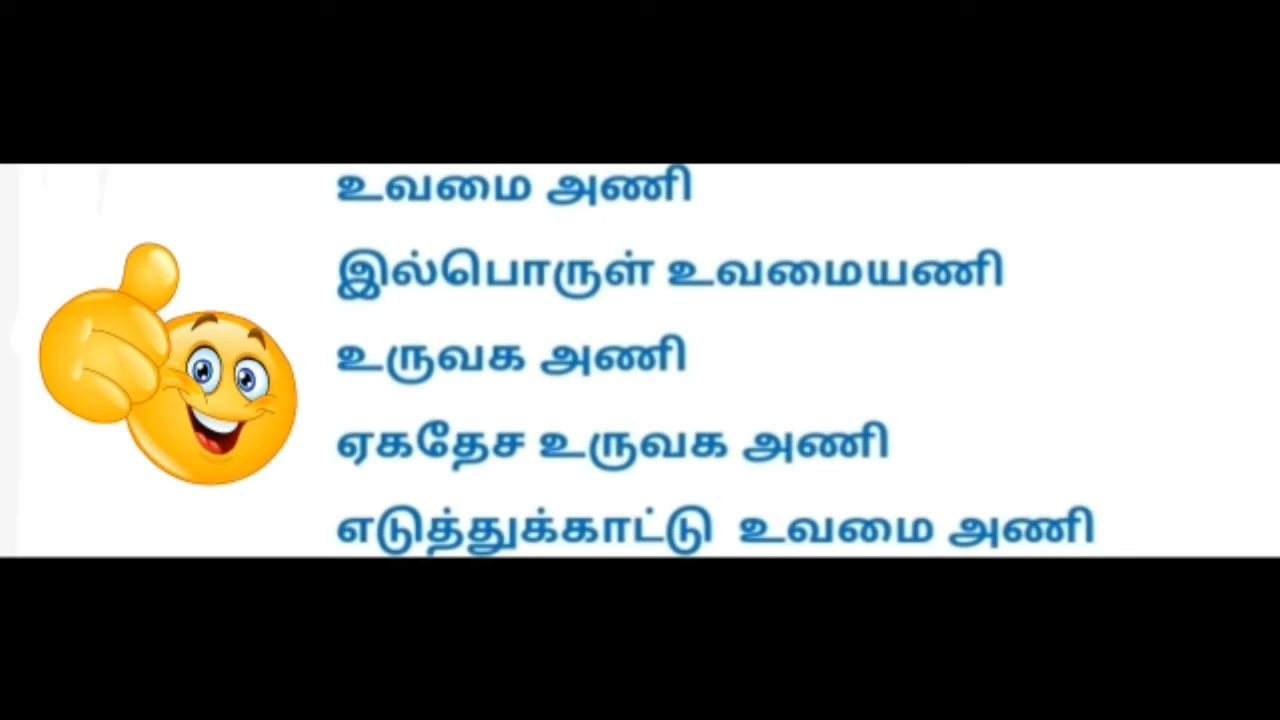 உவமை அணி
இல்பொருள் உவமையணி
உருவக அணி
ஏகதேச உருவக அணி
எடுத்துக்காட்டு உவமை அணி